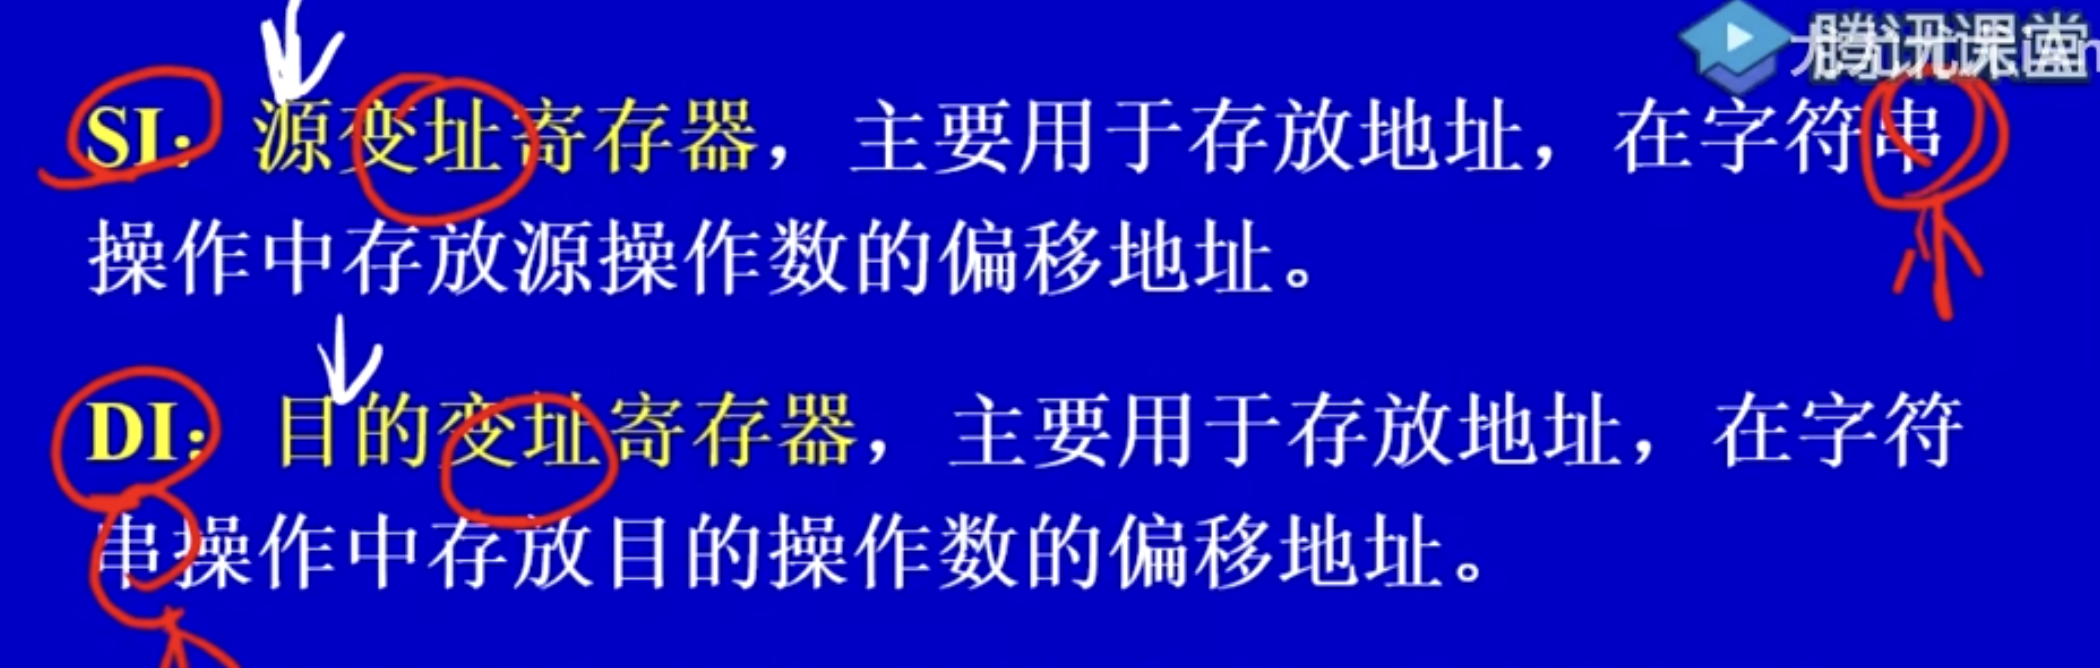 腾讯课堂
SI：源变址寄存器，主要用于存放地址，在字符串
操作中存放源操作数的偏移地址。
DI：目的变址寄存器，主要用于存放地址，在字符
串操作中存放目的操作数的偏移地址。